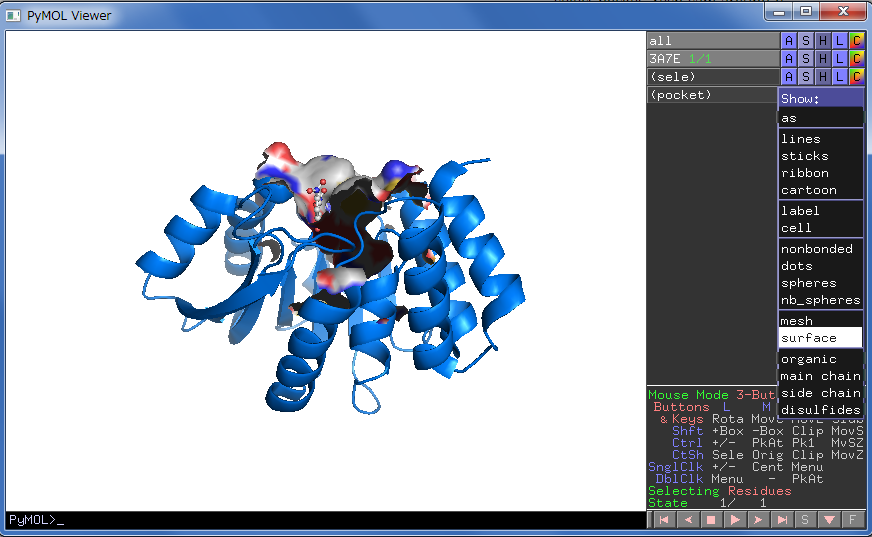 PyMOL Viewer
all A S H L C
3A7E 1/1 A S H L C
(sele) A S H L C
(pocket)
Show:
as
lines
sticks
ribbon
cartoon
label
cell
nonbonded
dots
spheres
nb_spheres
mesh
surface
organic
main chain
side chain
disulfides
Mouse Mode 3-But
Buttons L M
& Keys Rota Move MovZ Slab
Shft +Box -Box Clip MovS
Ctrl +/- PkAt Pk1 MvSZ
CtSh Sele Orig Clip MovZ
SnglClk +/- Cent Menu
DblClk Menu - PkAt
Selecting Residues
State 1/ 1
PyMOL>_
S F